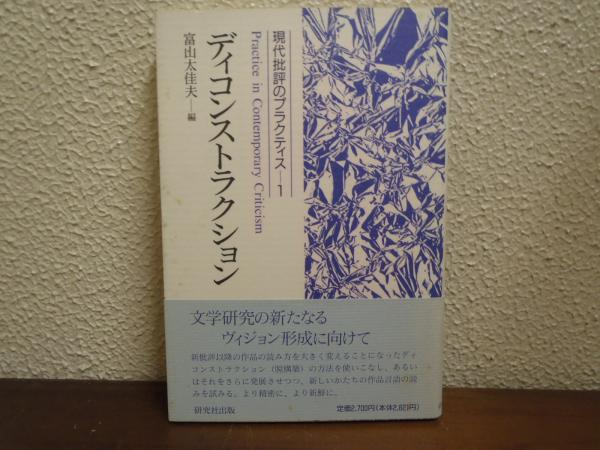 現代批評のプラクティス―1
Practice in Contemporary Criticism
ディコンストラクション
富山太佳夫―編
文学研究の新たなる
ヴィジョン形成に向けて
新批評以降の作品の読み方を大きく変えることになったディ
コンストラクション(脱構築)の方法を使いこなし、あるい
はそれをさらに発展させつつ、新しいかたちの作品言語の読
みを試みる。より精密に、より新鮮に。
研究社出版
定価2,700円(本体2,621円)